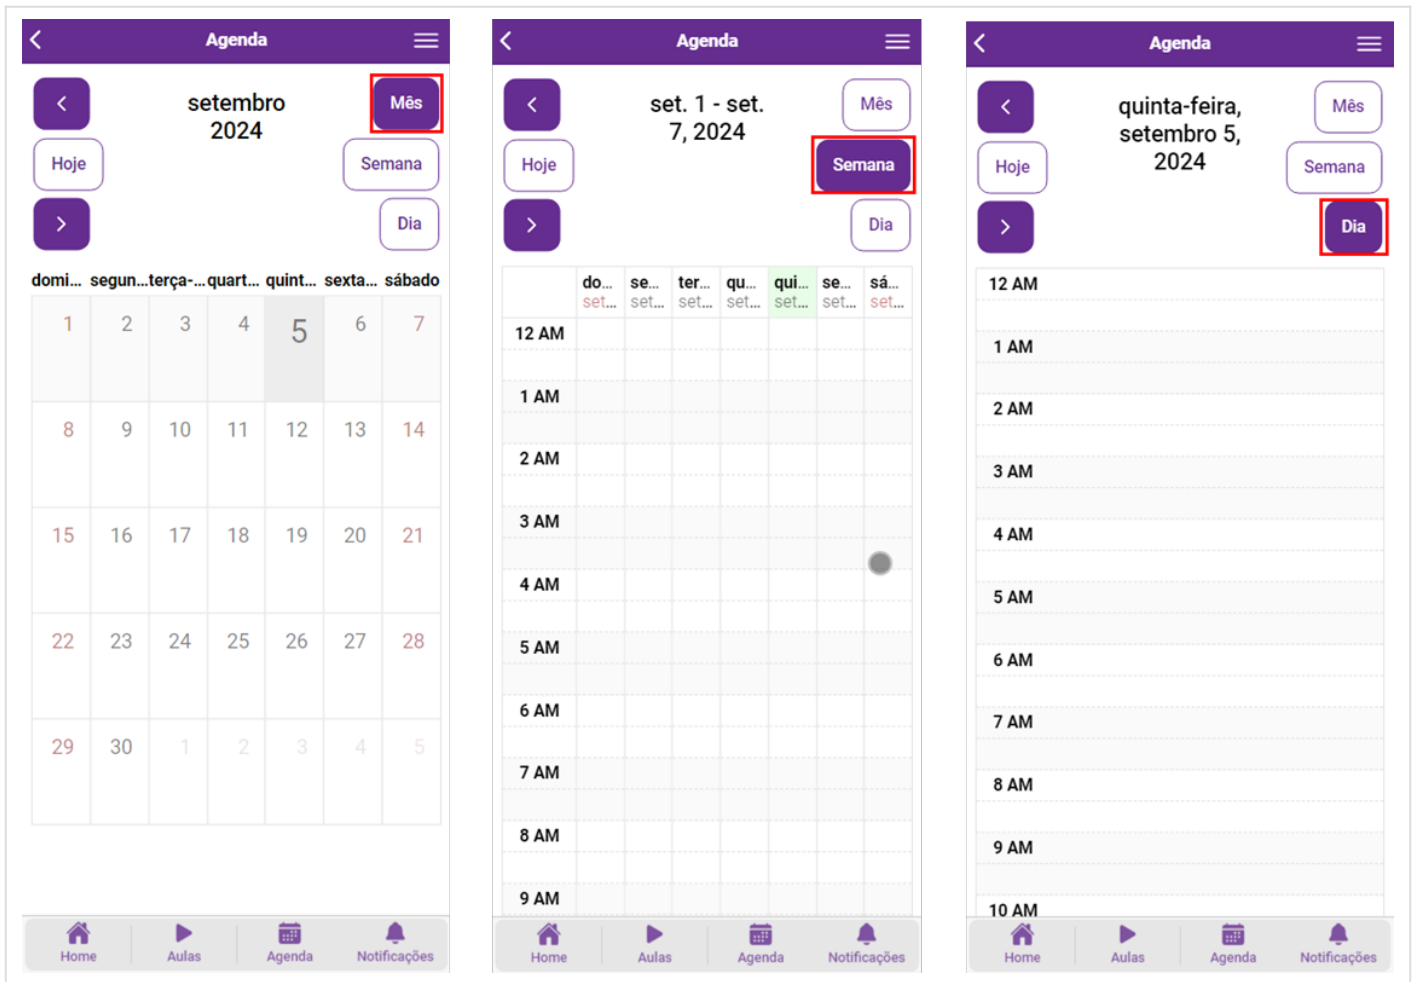 Agenda
setembro
2024
Mês
Hoje
Semana
Dia
domi... segun... terça-... quart... quint... sexta... sábado
1 2 3 4 5 6 7
8 9 10 11 12 13 14
15 16 17 18 19 20 21
22 23 24 25 26 27 28
29 30 1 2 3 4 5
Home Aulas Agenda Notificações
Agenda
set. 1 - set.
7, 2024
Mês
Hoje
Semana
Dia
do... se... ter... qu... qui... se... sá...
set... set... set... set... set... set... set...
12 AM
1 AM
2 AM
3 AM
4 AM
5 AM
6 AM
7 AM
8 AM
9 AM
Home Aulas Agenda Notificações
Agenda
quinta-feira,
setembro 5,
2024
Mês
Hoje
Semana
Dia
12 AM
1 AM
2 AM
3 AM
4 AM
5 AM
6 AM
7 AM
8 AM
9 AM
10 AM
Home Aulas Agenda Notificações